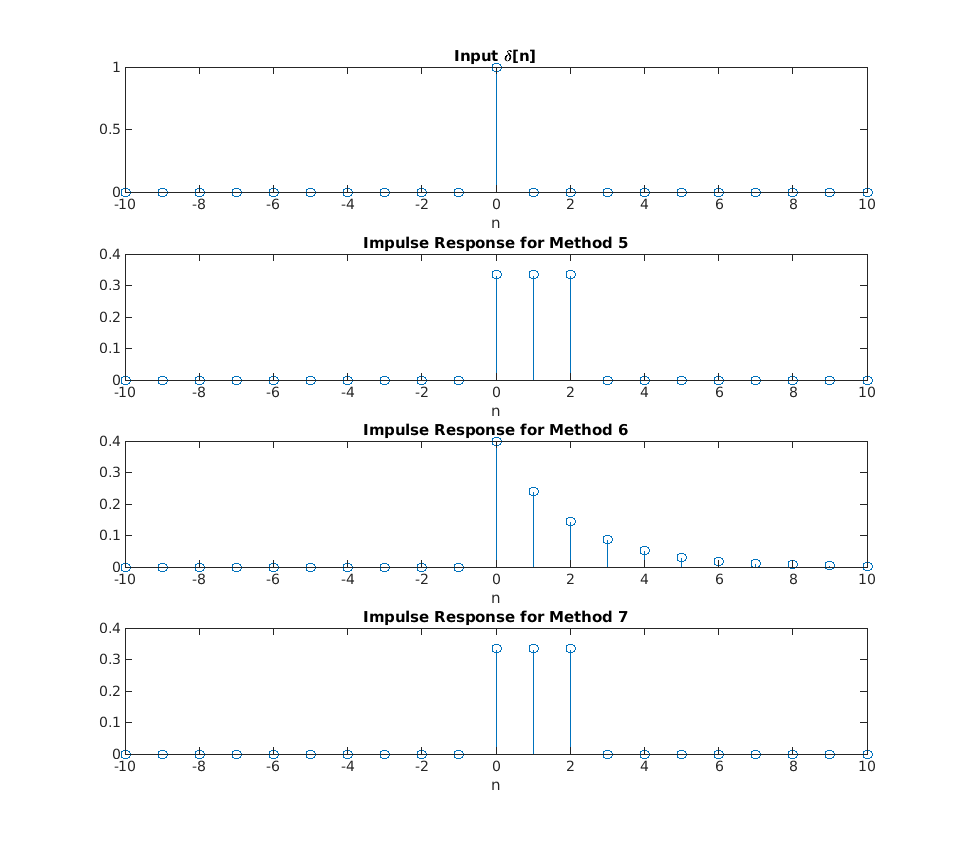 Input δ[n]
1
0.5
0
-10 -8 -6 -4 -2 0 2 4 6 8 10
n
Impulse Response for Method 5
0.4
0.3
0.2
0.1
0
-10 -8 -6 -4 -2 0 2 4 6 8 10
n
Impulse Response for Method 6
0.4
0.3
0.2
0.1
0
-10 -8 -6 -4 -2 0 2 4 6 8 10
n
Impulse Response for Method 7
0.4
0.3
0.2
0.1
0
-10 -8 -6 -4 -2 0 2 4 6 8 10
n